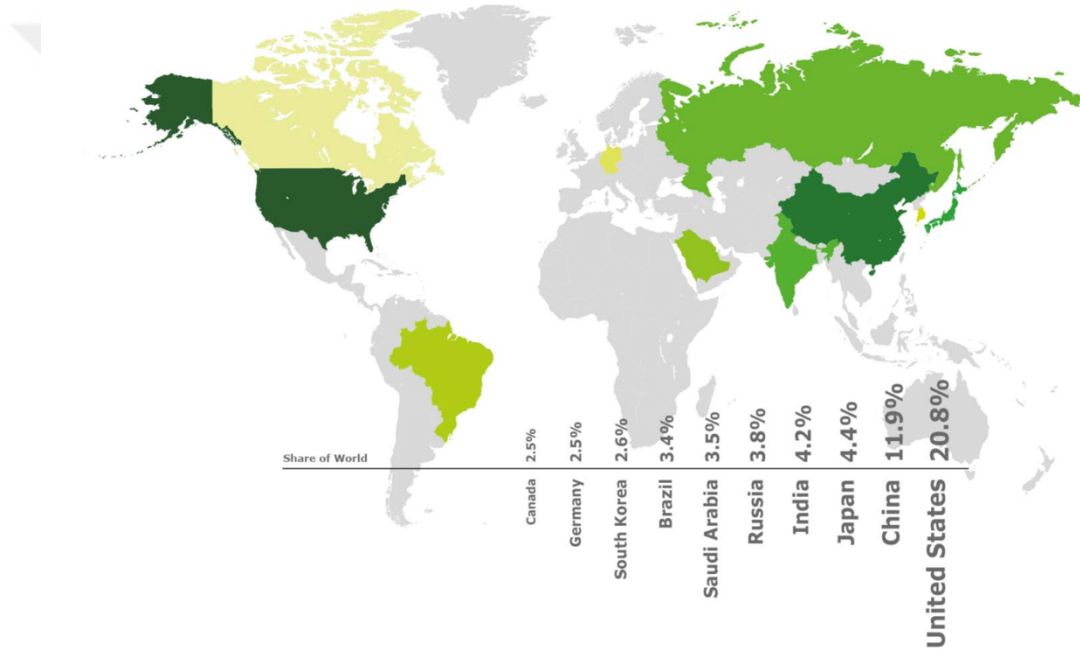 Share of World
2.5%
2.5%
2.6%
3.4%
3.5%
3.8%
4.2%
4.4%
11.9%
20.8%
Canada
Germany
South Korea
Brazil
Saudi Arabia
Russia
India
Japan
China
United States